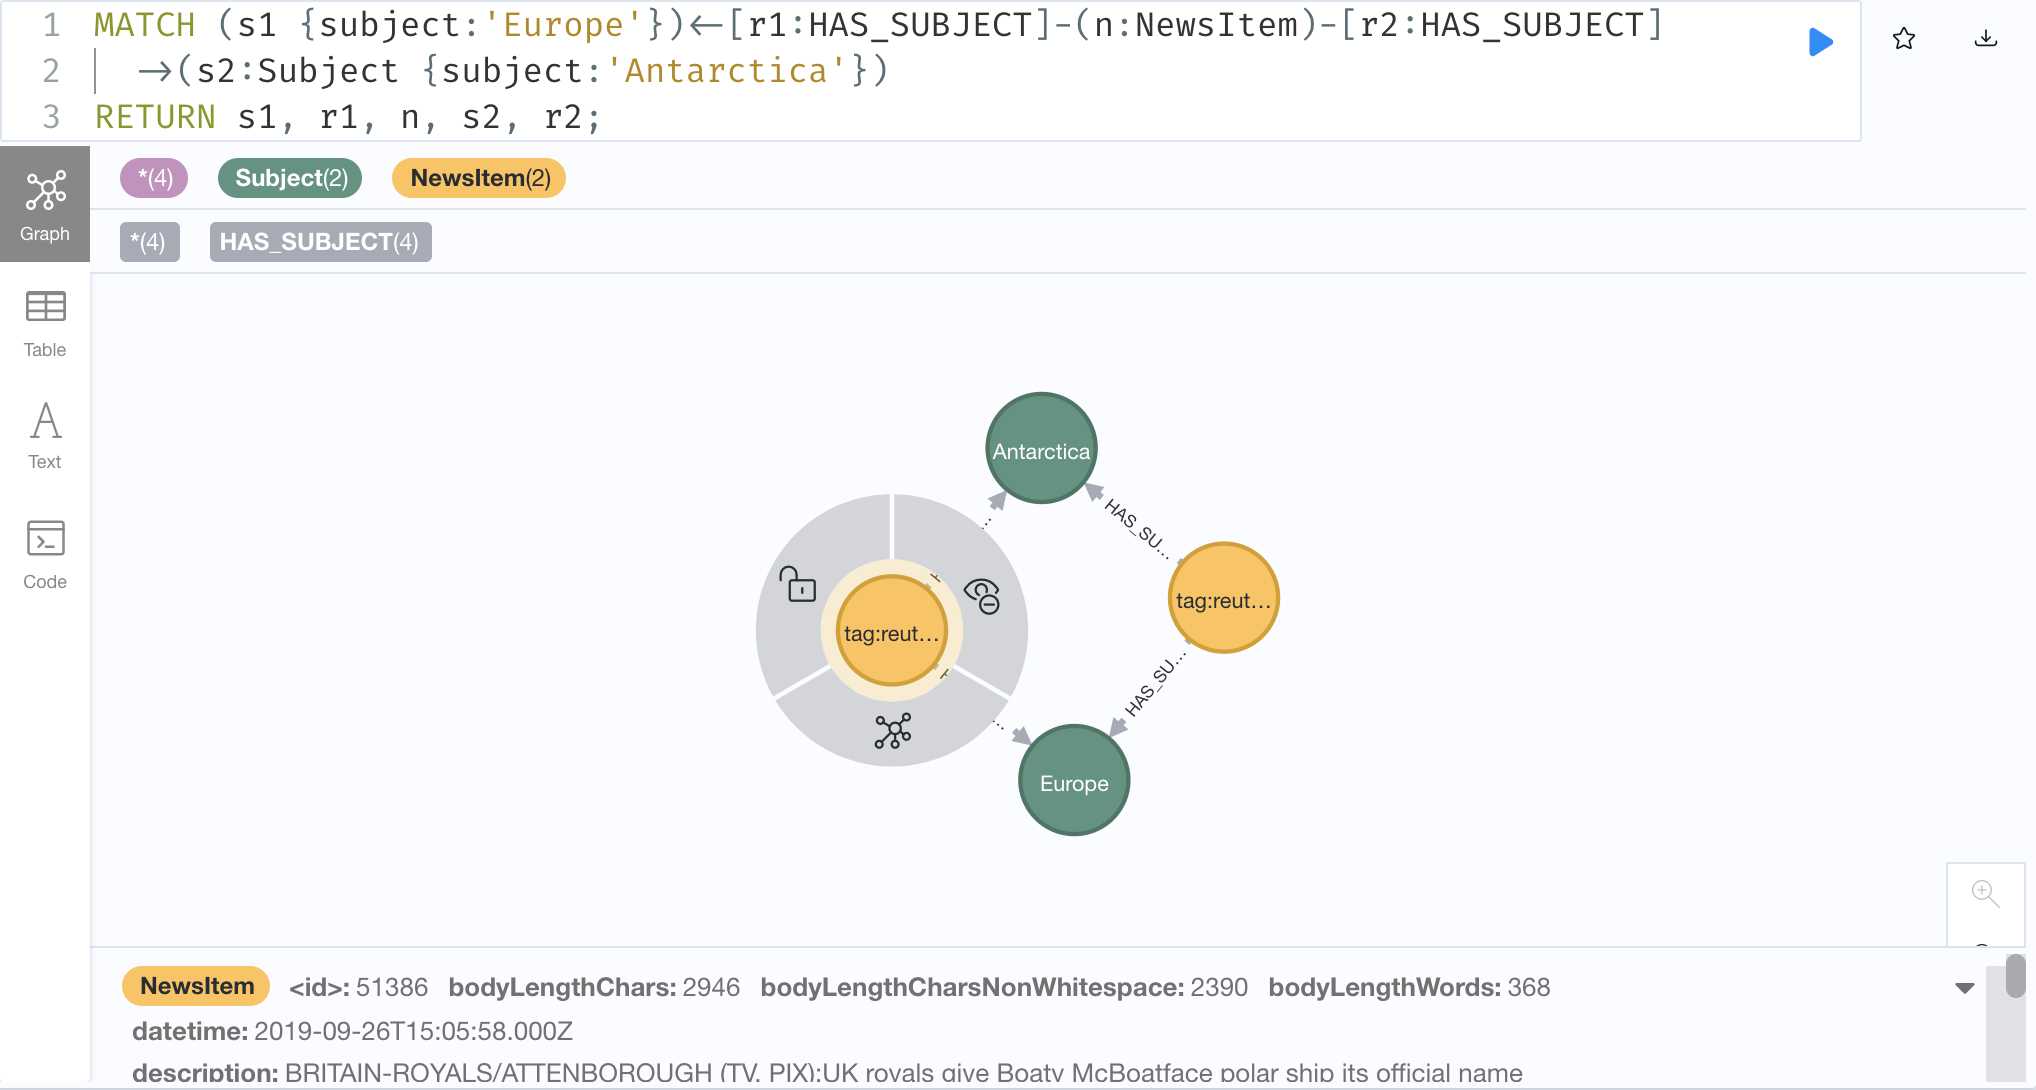 1 MATCH (s1 {subject:'Europe'})<-[r1:HAS_SUBJECT]-(n:NewsItem)-[r2:HAS_SUBJECT]
2 ->(s2:Subject {subject:'Antarctica'})
3 RETURN s1, r1, n, s2, r2;
*(4) Subject(2) NewsItem(2)
Graph
*(4) HAS_SUBJECT(4)
Table
Text
Code
Antarctica
HAS_SU...
tag:reut...
tag:reut...
HAS_SU...
Europe
NewsItem <id>: 51386 bodyLengthChars: 2946 bodyLengthCharsNonWhitespace: 2390 bodyLengthWords: 368
datetime: 2019-09-26T15:05:58.000Z
description: BRITAIN-ROYALS/ATTENBOROUGH (TV, PIX):UK royals give Boaty McBoatface polar ship its official name